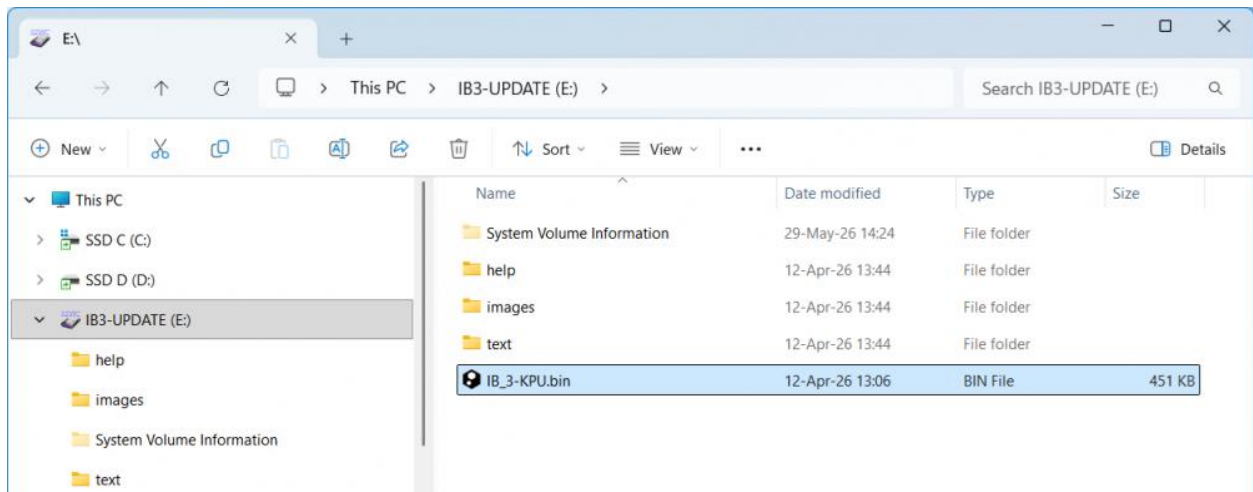 E:\
This PC > IB3-UPDATE (E:) >
Search IB3-UPDATE (E:)
New
Sort
View
Details
This PC
SSD C (C:)
SSD D (D:)
IB3-UPDATE (E:)
help
images
System Volume Information
text
Name Date modified Type Size
System Volume Information 29-May-26 14:24 File folder
help 12-Apr-26 13:44 File folder
images 12-Apr-26 13:44 File folder
text 12-Apr-26 13:44 File folder
IB_3-KPU.bin 12-Apr-26 13:06 BIN File 451 KB